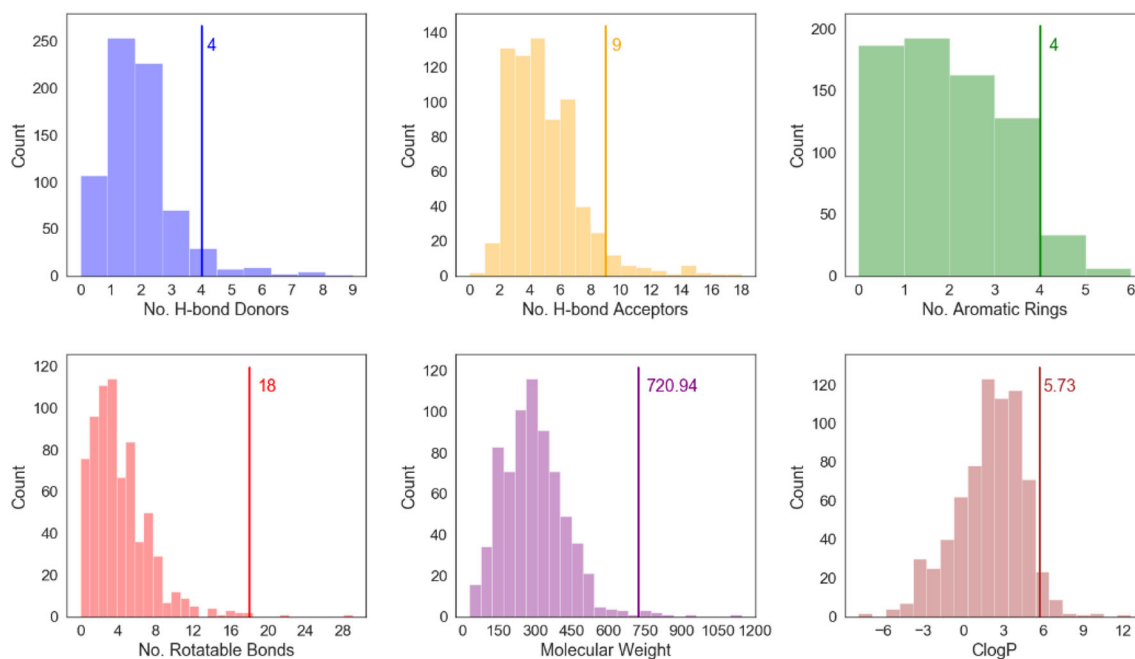 250
200
150
100
50
0
Count
4
0 1 2 3 4 5 6 7 8 9
No. H-bond Donors
140
120
100
80
60
40
20
0
Count
9
0 2 4 6 8 10 12 14 16 18
No. H-bond Acceptors
200
150
100
50
0
Count
4
0 1 2 3 4 5 6
No. Aromatic Rings
120
100
80
60
40
20
0
Count
18
0 4 8 12 16 20 24 28
No. Rotatable Bonds
120
100
80
60
40
20
0
Count
720.94
0 150 300 450 600 750 900 1050 1200
Molecular Weight
120
100
80
60
40
20
0
Count
5.73
−6 −3 0 3 6 9 12
ClogP